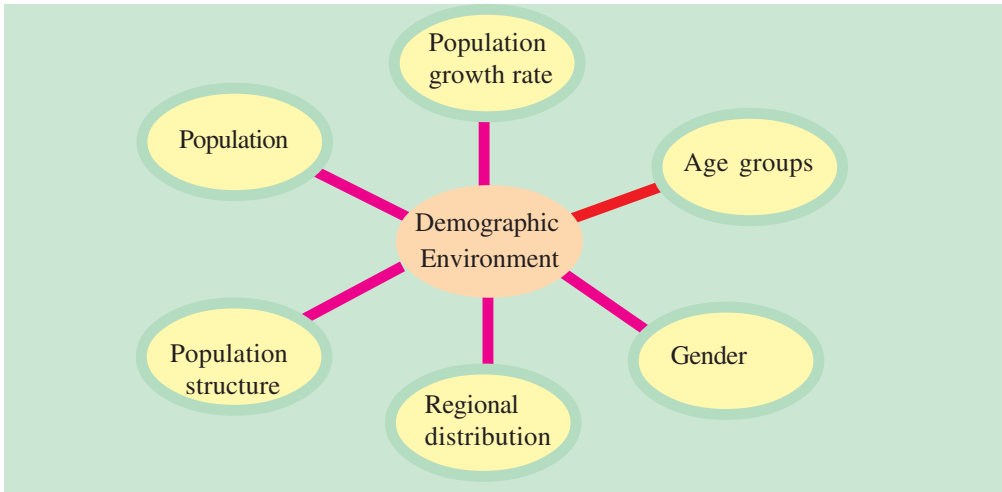 Population
growth rate
Population
Age groups
Demographic
Environment
Population
structure
Gender
Regional
distribution